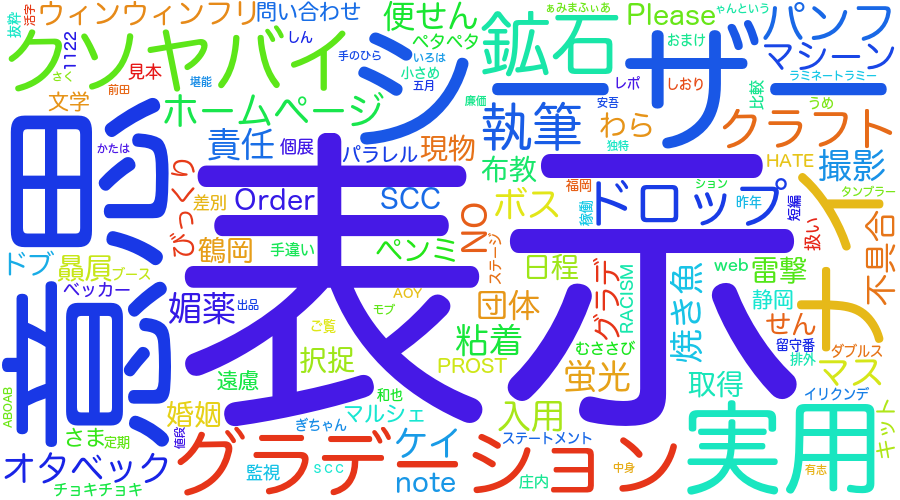 ウィンウィンフリ
問い合わせ
便せん
鉱石
ぁみまふぃあ
Please
ゃんという
パンフ
抜粋
活字
クソヤバイ
しん
ペタペタ
おまけ
マシーン
1122
手のひら
いろは
小さめ
さく
見本
前田
堪能
五月
レポ
しおり
ラミネートラミー
シーザー
比較
廉価
安吾
うめ
文学
ホームページ
執筆
わら
クラフト
独特
田
かたは
責任
個展
パラレル
現物
布教
HATE
撮影
意思
表示
びっくり
差別
Order
SCC
NO
ボス
福岡
ション
ドロップ
稼働
昨年
短編
扱い
タンブラー
ナイ
不具合
ドブ
贔屓
ブース
鶴岡
手違い
ペンミ
ステージ
日程
グラデ
RACISM
web
雷撃
ベッカー
媚薬
出品
AOY
モブ
団体
焼き魚
静岡
せん
留守番
ご覧
粘着
むささび
排外
ダブルス
択捉
PROST
蛍光
マス
遠慮
和也
取得
イリクンデ
ABOAB
婚姻
マルシェ
入用
実用
キット
さま
定期
値段
ぎちゃん
ケイ
ステートメント
オタベック
グラデーション
監視
ＳＣＣ
note
庄内
中身
有志
チョキチョキ